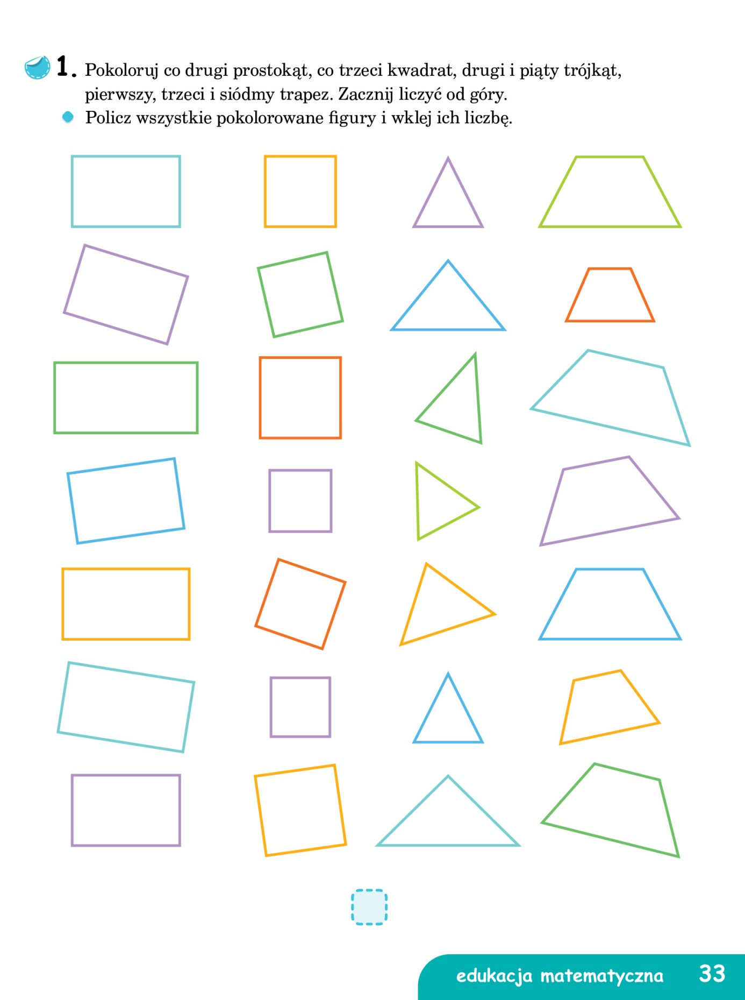 1. Pokoloruj co drugi prostokąt, co trzeci kwadrat, drugi i piąty trójkąt,
pierwszy, trzeci i siódmy trapez. Zacznij liczyć od góry.
Policz wszystkie pokolorowane figury i wklej ich liczbę.
edukacja matematyczna 33